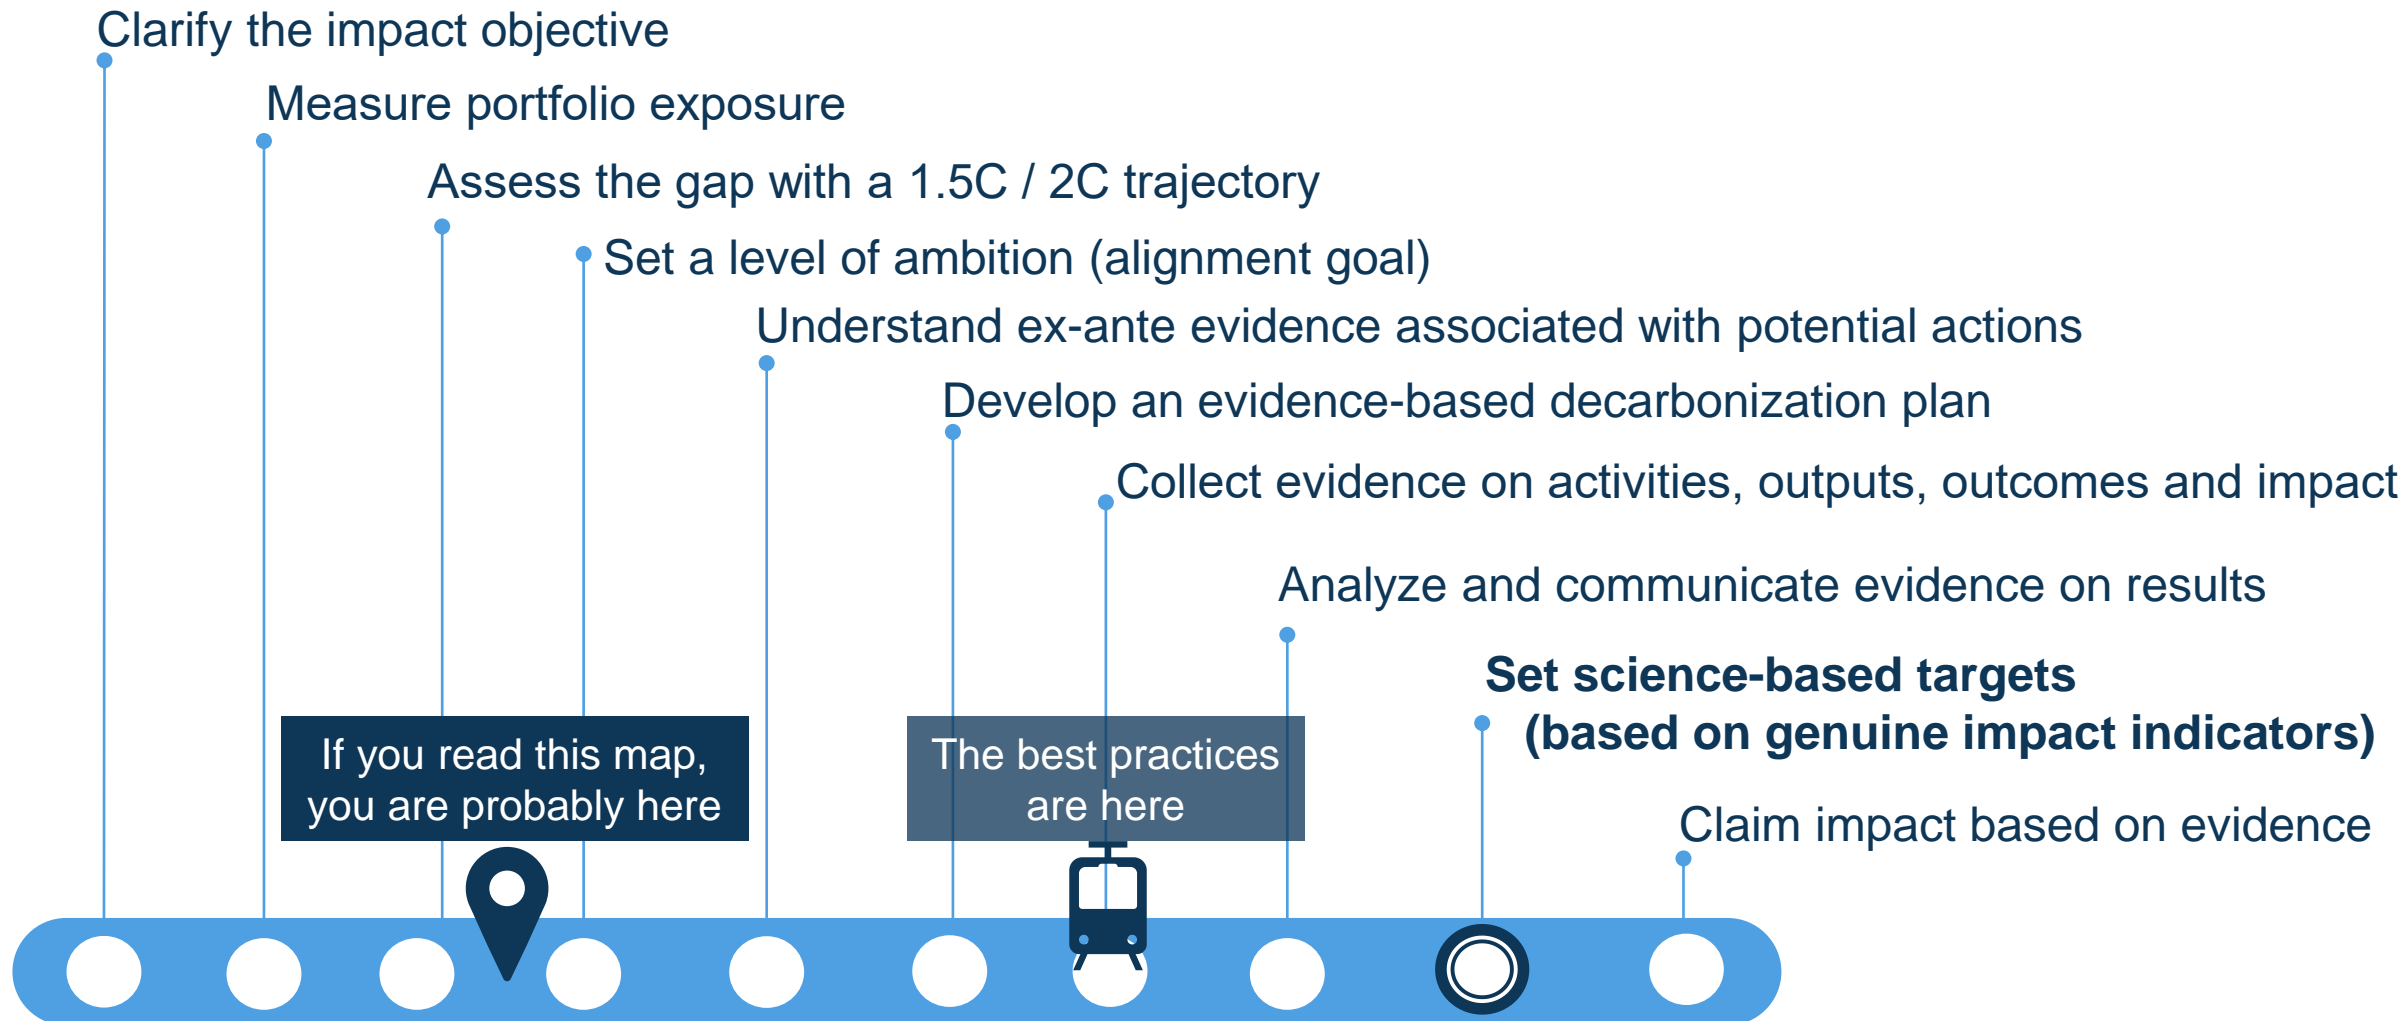 Clarify the impact objective
Measure portfolio exposure
Assess the gap with a 1.5C / 2C trajectory
Set a level of ambition (alignment goal)
Understand ex-ante evidence associated with potential actions
Develop an evidence-based decarbonization plan
Collect evidence on activities, outputs, outcomes and impact
Analyze and communicate evidence on results
Set science-based targets
(based on genuine impact indicators)
If you read this map,
you are probably here
The best practices
are here
Claim impact based on evidence